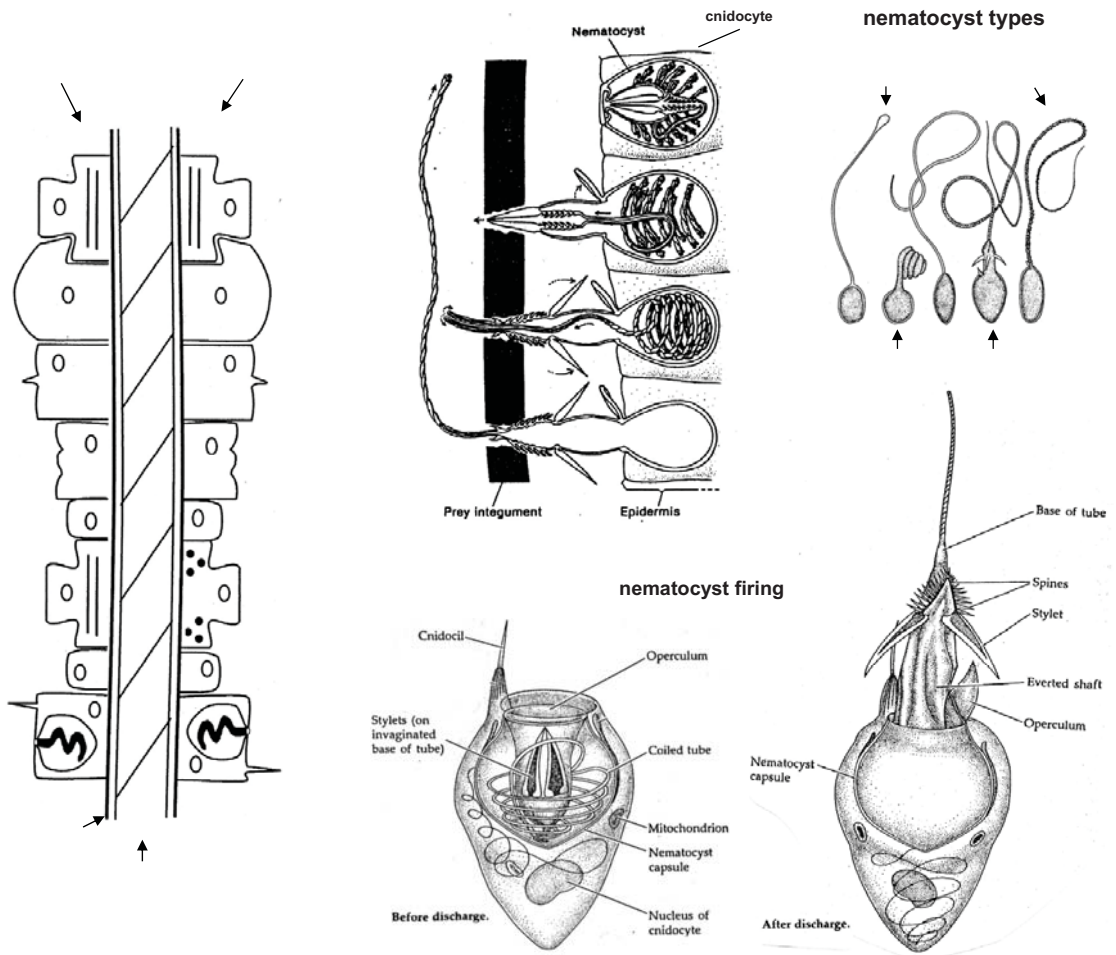 nematocyst types
cnidocyte
Nematocyst
Prey integument
Epidermis
nematocyst firing
Cnidocil
Operculum
Stylets (on
invaginated
base of tube)
Coiled tube
Mitochondrion
Nematocyst
capsule
Nucleus of
cnidocyte
Before discharge.
Base of tube
Spines
Stylet
Everted shaft
Operculum
Nematocyst
capsule
After discharge.